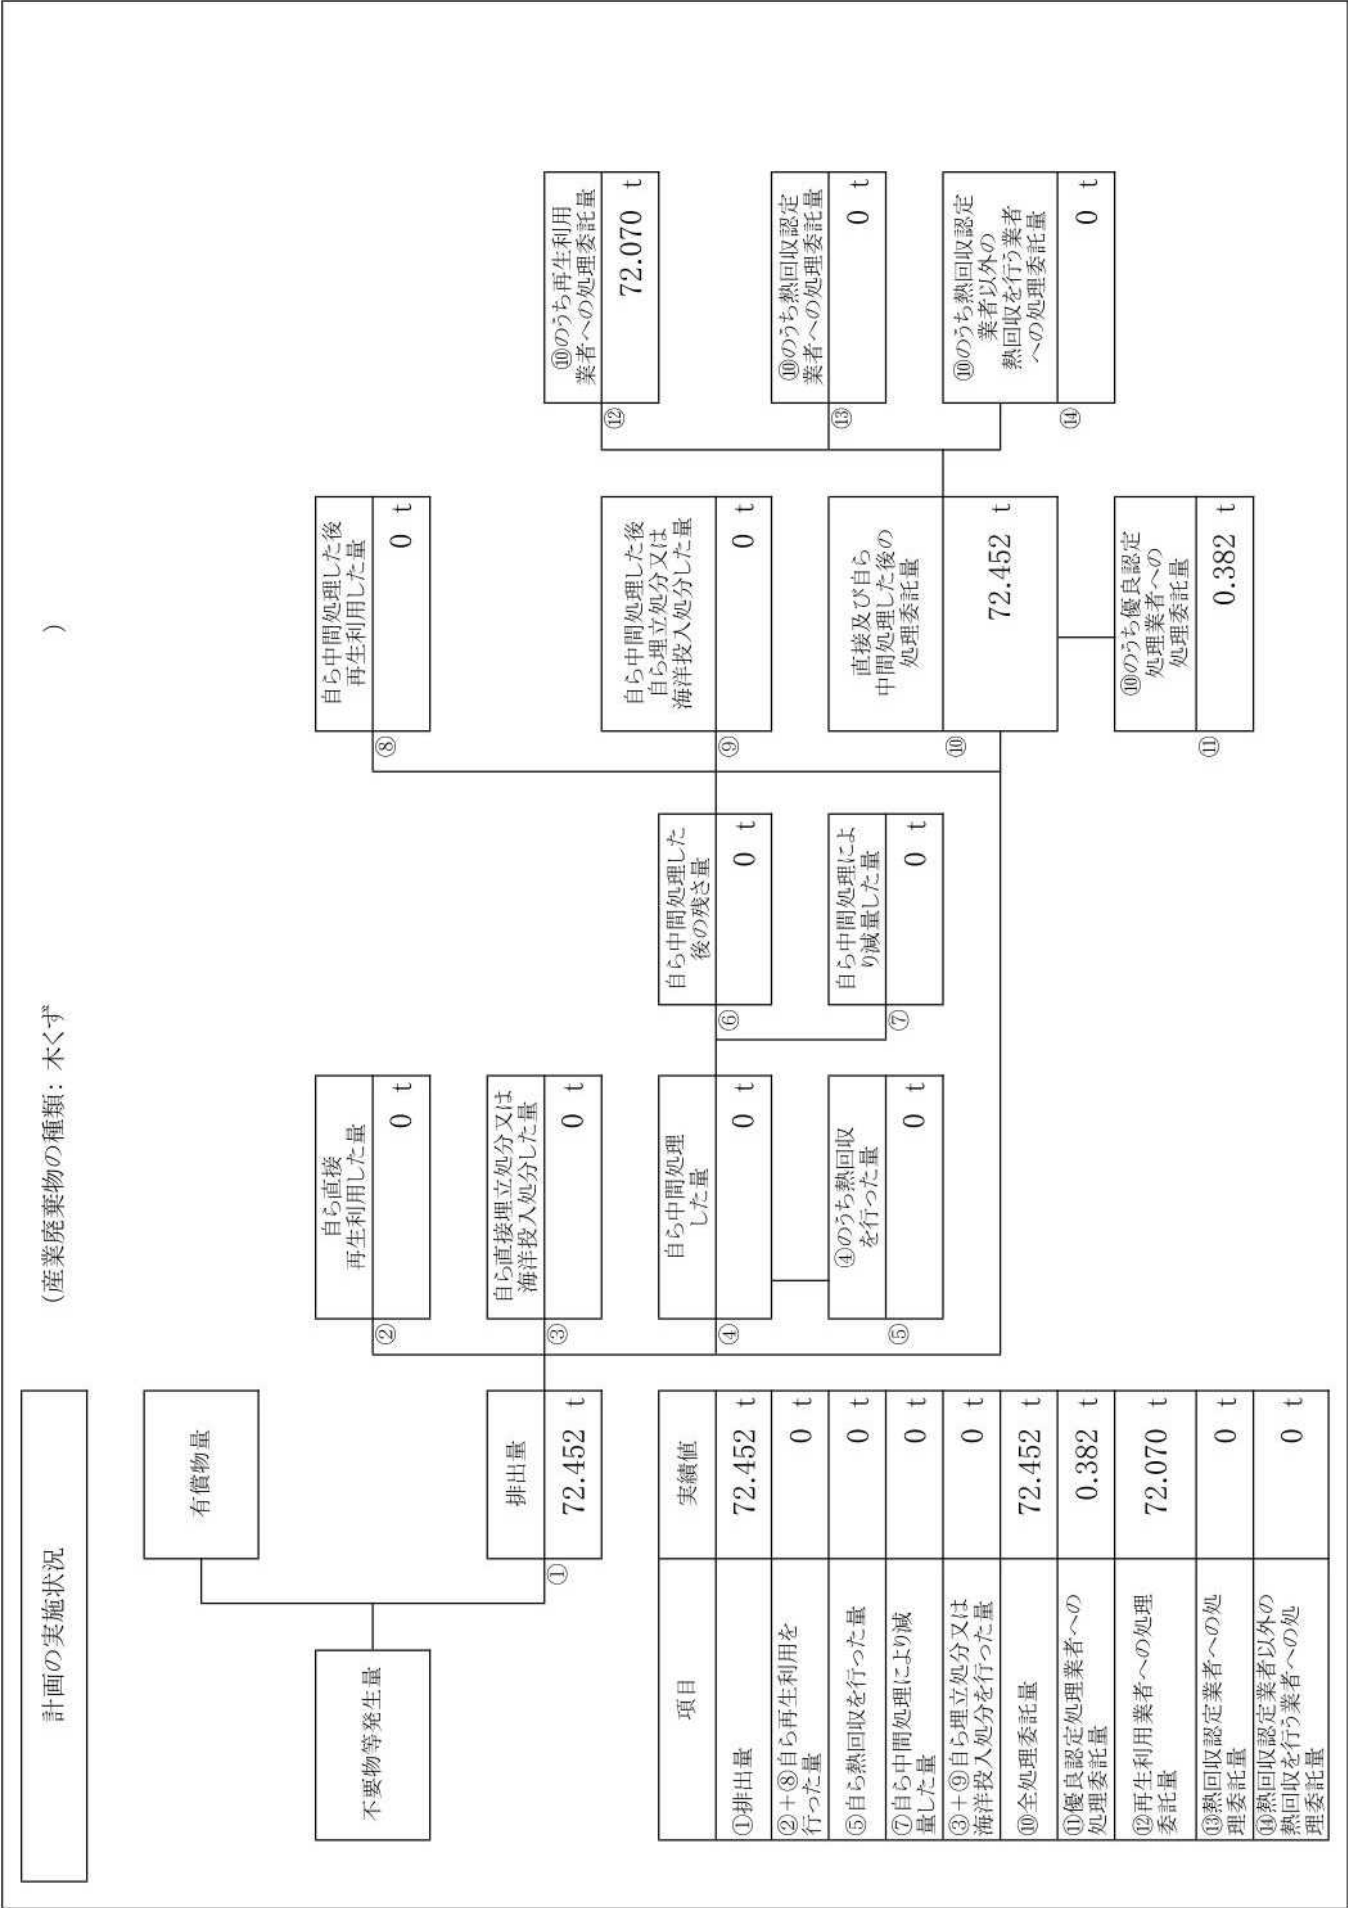 計画の実施状況
(産業廃棄物の種類：木くず )
不要物等発生量
有償物量
①
排出量
72.452 t
②
自ら直接
再生利用した量
0 t
③
自ら直接埋立処分又は
海洋投入処分した量
0 t
④
自ら中間処理
した量
0 t
⑤
④のうち熱回収
を行った量
0 t
⑥
自ら中間処理した
後の残さ量
0 t
⑦
自ら中間処理によ
り減量した量
0 t
⑧
自ら中間処理した後
再生利用した量
0 t
⑨
自ら中間処理した後
自ら埋立処分又は
海洋投入処分した量
0 t
⑩
直接及び自ら
中間処理した後の
処理委託量
72.452 t
⑪
⑩のうち優良認定
処理業者への
処理委託量
0.382 t
⑫
⑩のうち再生利用
業者への処理委託量
72.070 t
⑬
⑩のうち熱回収認定
業者への処理委託量
0 t
⑭
⑩のうち熱回収認定
業者以外の
熱回収を行う業者
への処理委託量
0 t
項目 実績値
①排出量 72.452 t
②＋⑧自ら再生利用を
行った量 0 t
⑤自ら熱回収を行った量 0 t
⑦自ら中間処理により減
量した量 0 t
③＋⑨自ら埋立処分又は
海洋投入処分を行った量 0 t
⑩全処理委託量 72.452 t
⑪優良認定処理業者への
処理委託量 0.382 t
⑫再生利用業者への処理
委託量 72.070 t
⑬熱回収認定業者への処
理委託量 0 t
⑭熱回収認定業者以外の
熱回収を行う業者への処
理委託量 0 t